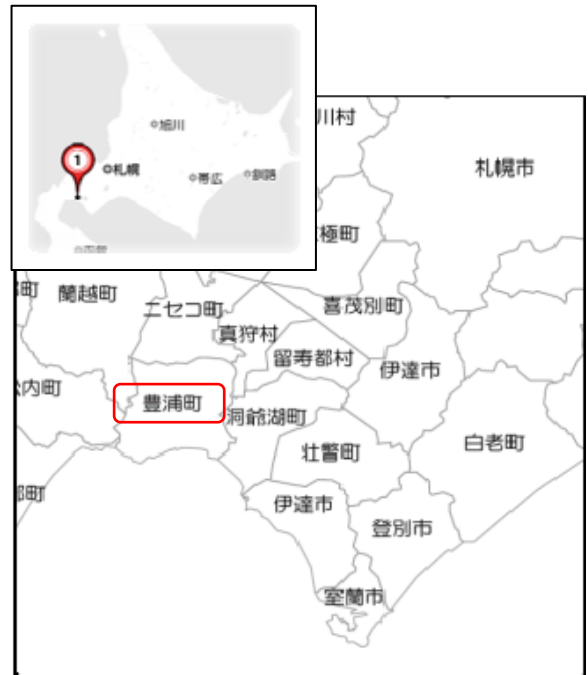 旭川
1
札幌
帯広
釧路
川村
札幌市
極町
蘭越町
ニセコ町
喜茂別町
真狩村
留寿都村
伊達市
内町
豊浦町
洞爺湖町
壮瞥町
白老町
部町
伊達市
登別市
室蘭市